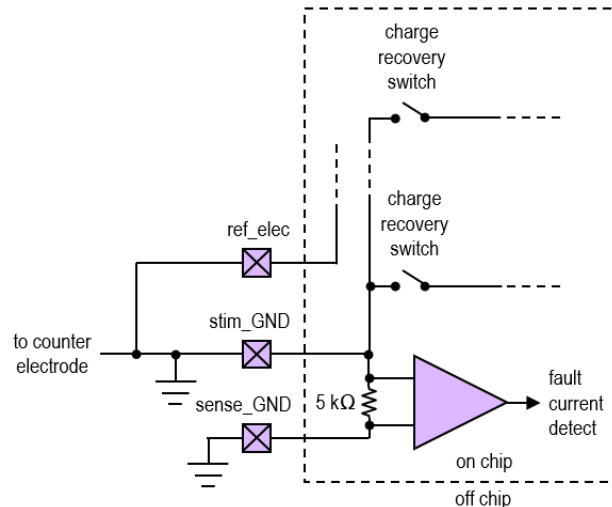 charge
recovery
switch
charge
recovery
switch
ref_elec
stim_GND
to counter
electrode
sense_GND
5 kΩ
fault
current
detect
on chip
off chip